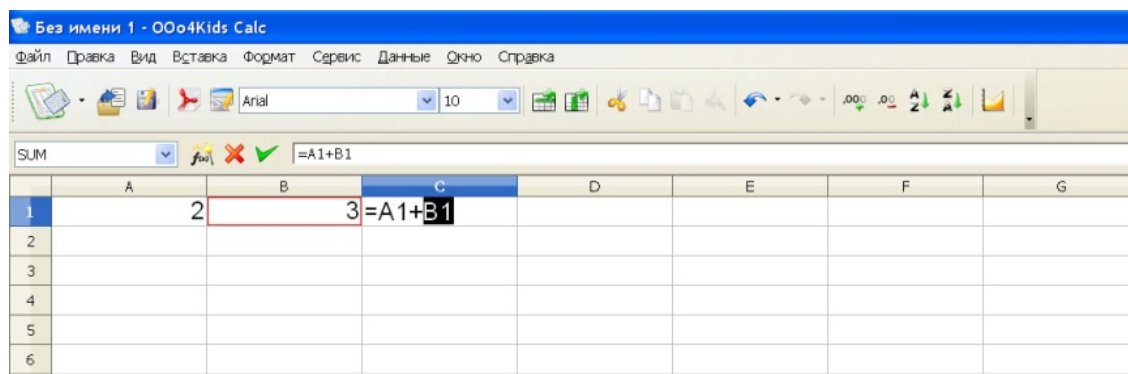 Без имени 1 - OOo4Kids Calc
Файл Правка Вид Вставка Формат Сервис Данные Окно Справка
Arial 10
SUM =A1+B1
A B C D E F G
1 2 3 =A1+B1
2
3
4
5
6